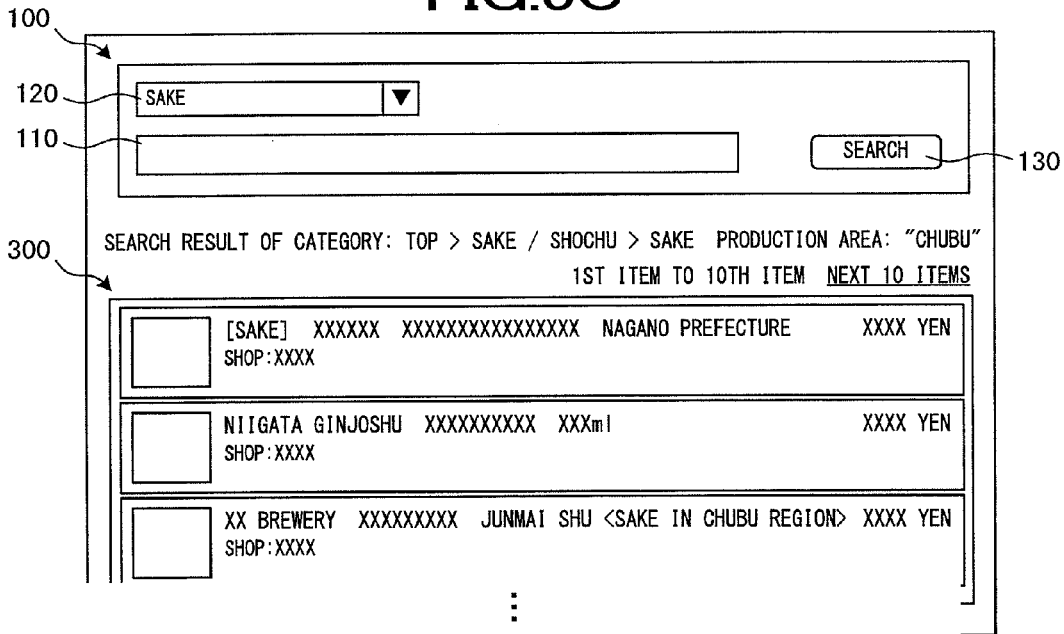 100
120
SAKE ▼
110
SEARCH
130
SEARCH RESULT OF CATEGORY: TOP > SAKE / SHOCHU > SAKE PRODUCTION AREA: "CHUBU"
300
1ST ITEM TO 10TH ITEM NEXT 10 ITEMS
[SAKE] XXXXXX XXXXXXXXXXXXXXXX NAGANO PREFECTURE XXXX YEN
SHOP:XXXX
NIIGATA GINJOSHU XXXXXXXXXX XXXml XXXX YEN
SHOP:XXXX
XX BREWERY XXXXXXXXX JUNMAI SHU <SAKE IN CHUBU REGION> XXXX YEN
SHOP:XXXX